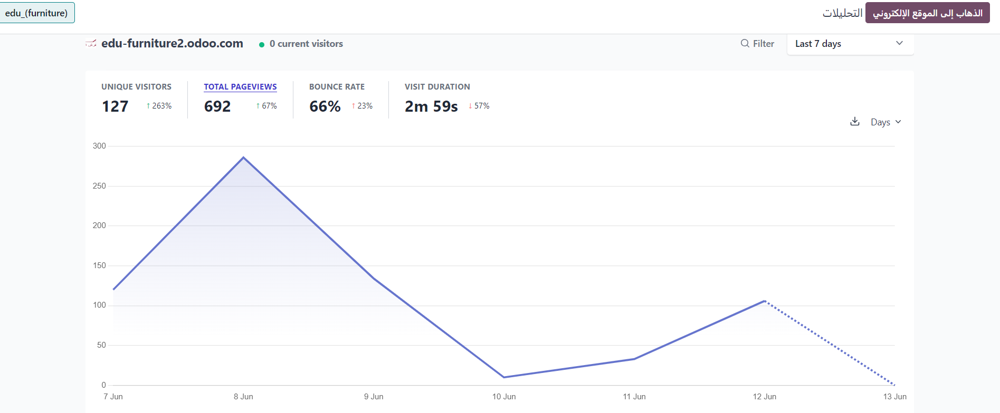 edu_(furniture)
التحليلات
الذهاب إلى الموقع الإلكتروني
edu-furniture2.odoo.com
0 current visitors
Filter
Last 7 days
UNIQUE VISITORS
127 ↑ 263%
TOTAL PAGEVIEWS
692 ↑ 67%
BOUNCE RATE
66% ↑ 23%
VISIT DURATION
2m 59s ↓ 57%
Days
300
250
200
150
100
50
0
7 Jun 8 Jun 9 Jun 10 Jun 11 Jun 12 Jun 13 Jun